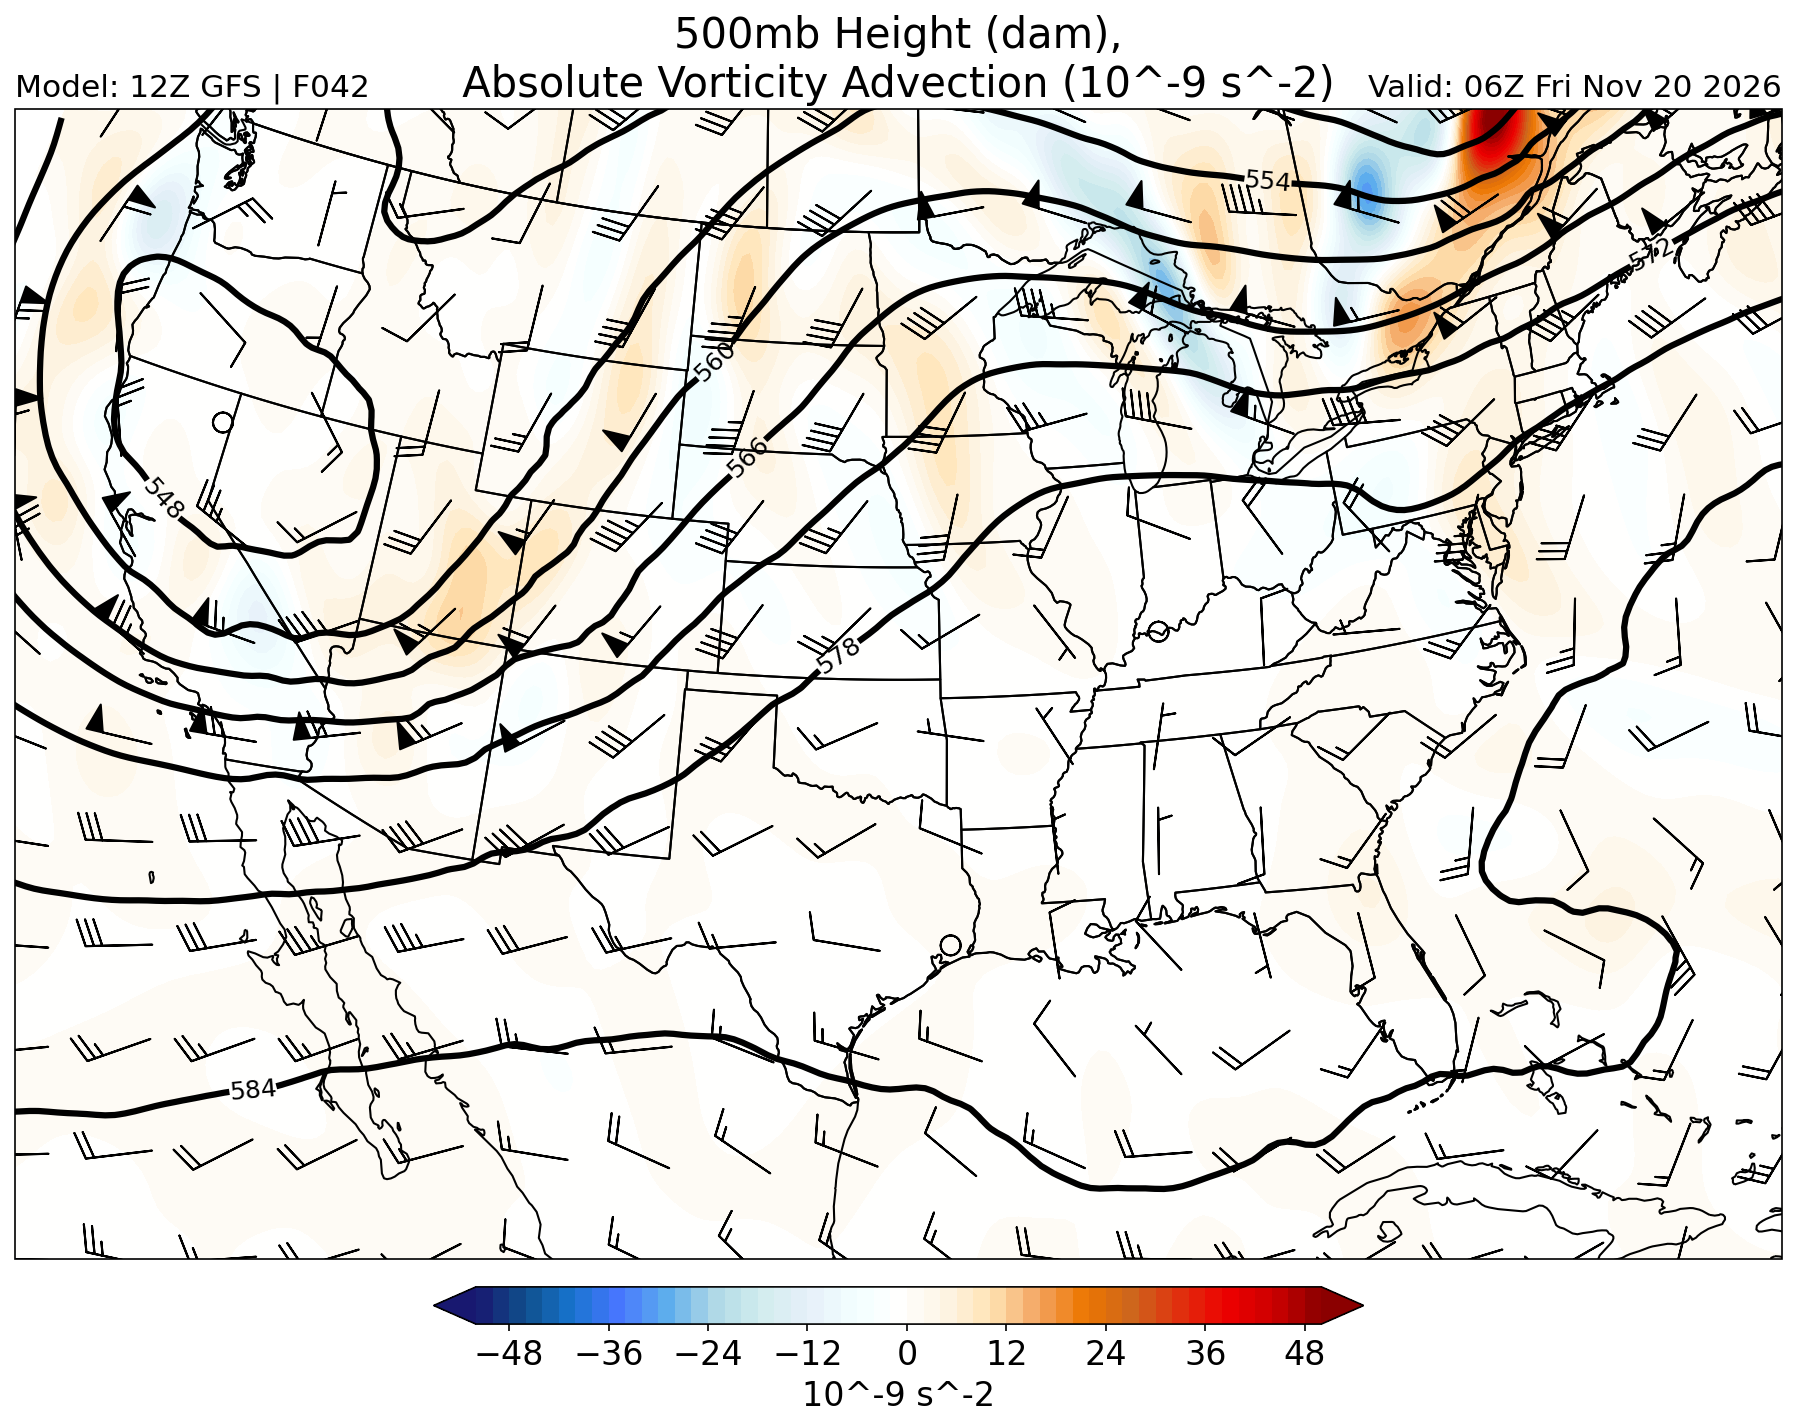 500mb Height (dam),
Model: 12Z GFS | F042
Absolute Vorticity Advection (10^-9 s^-2)
Valid: 06Z Fri Nov 20 2026
554
572
560
566
548
578
584
−48 −36 −24 −12 0 12 24 36 48
10^-9 s^-2